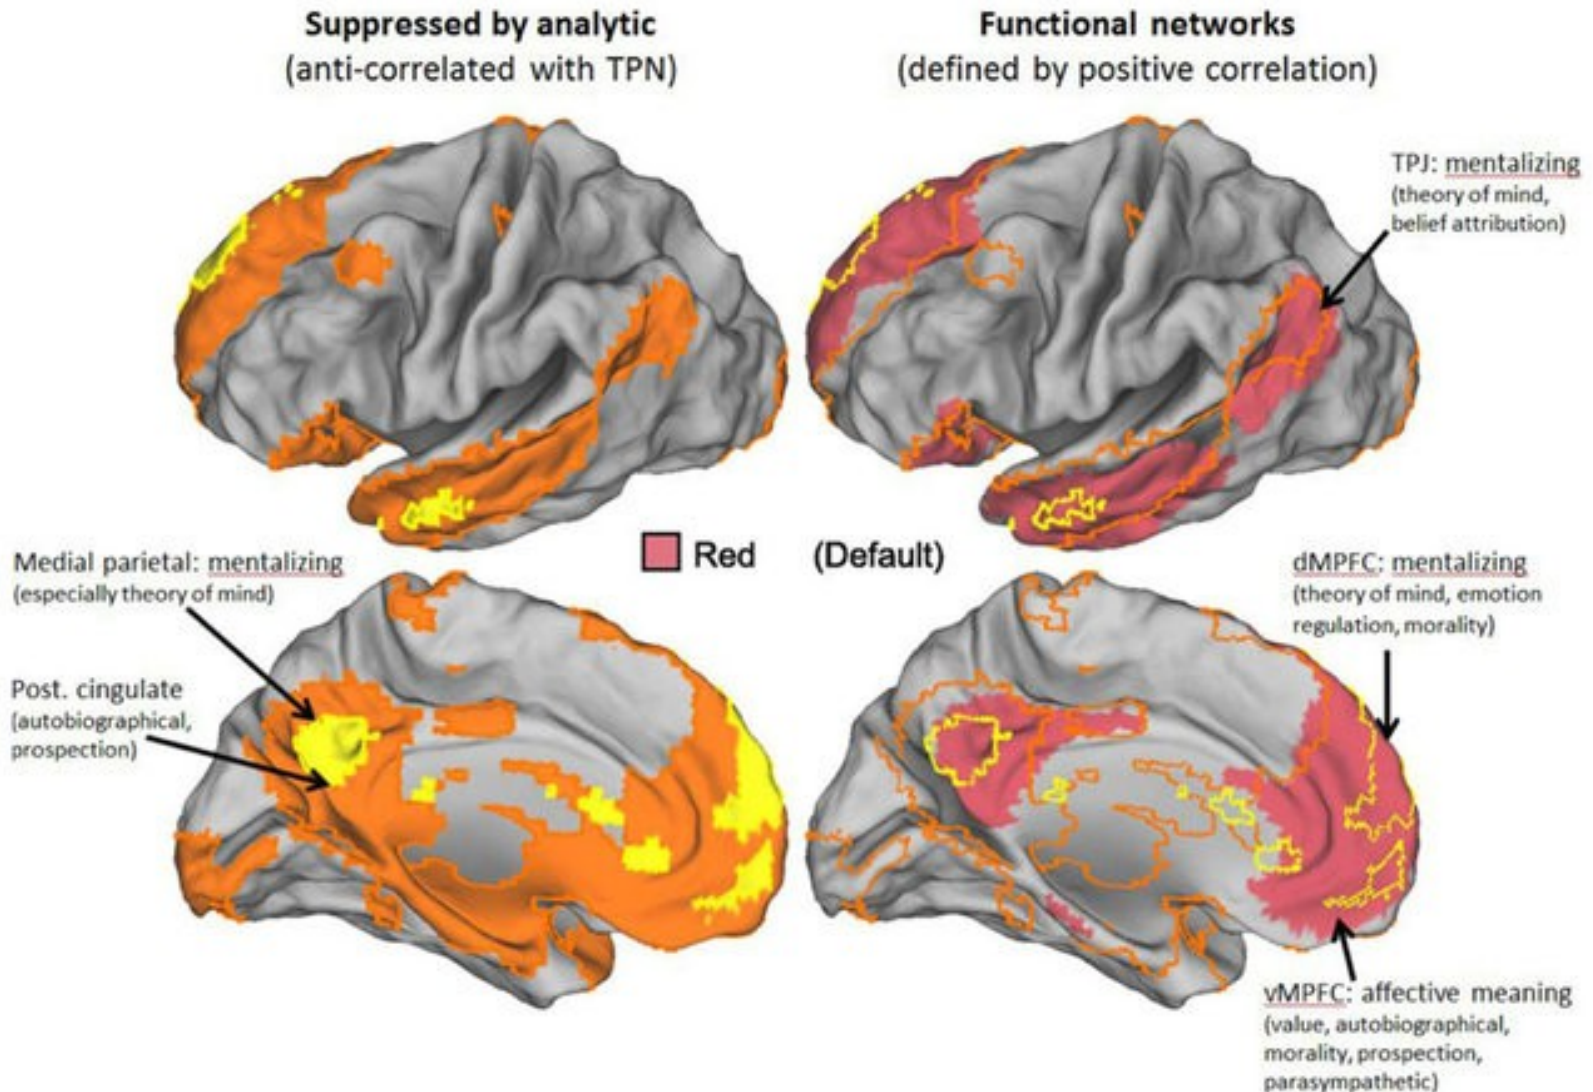 Suppressed by analytic
(anti-correlated with TPN)
Functional networks
(defined by positive correlation)
TPJ: mentalizing
(theory of mind,
belief attribution)
Medial parietal: mentalizing
(especially theory of mind)
Post. cingulate
(autobiographical,
prospection)
Red (Default)
dMPFC: mentalizing
(theory of mind, emotion
regulation, morality)
vMPFC: affective meaning
(value, autobiographical,
morality, prospection,
parasympathetic)